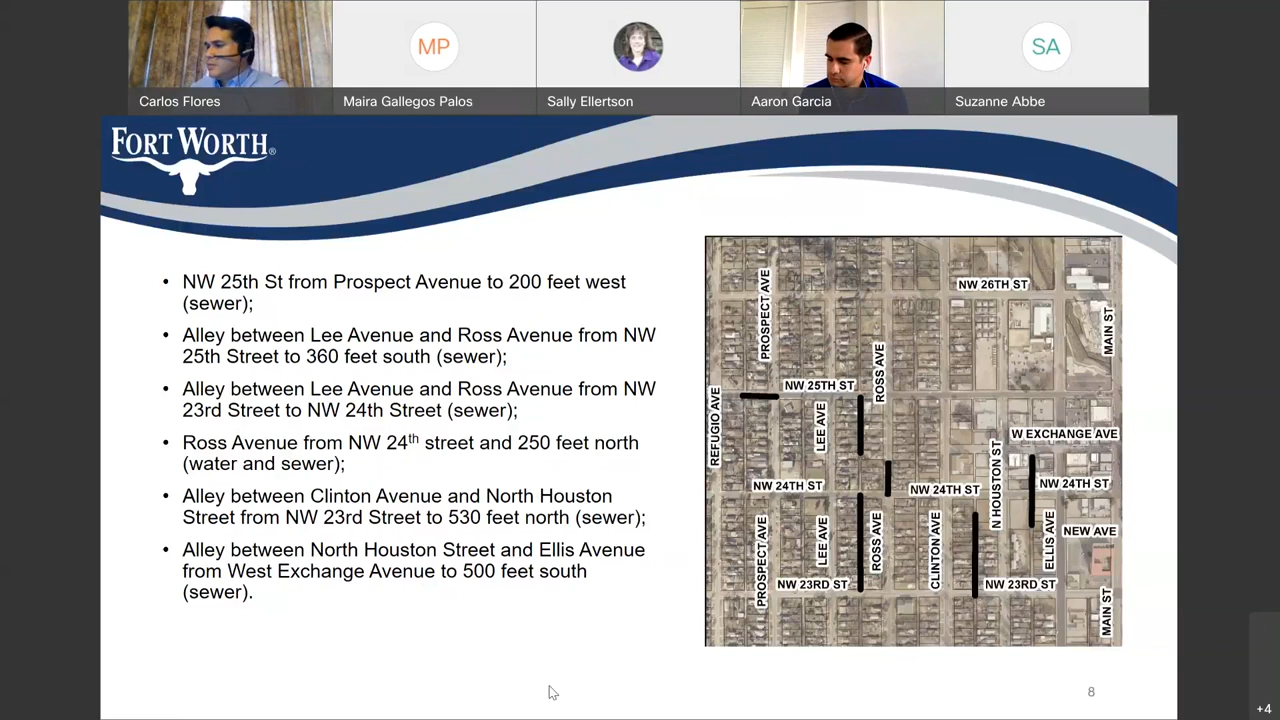 MP
SA
Carlos Flores
Maira Gallegos Palos
Sally Ellertson
Aaron Garcia
Suzanne Abbe
FORT WORTH®
• NW 25th St from Prospect Avenue to 200 feet west
(sewer);
• Alley between Lee Avenue and Ross Avenue from NW
25th Street to 360 feet south (sewer);
• Alley between Lee Avenue and Ross Avenue from NW
23rd Street to NW 24th Street (sewer);
• Ross Avenue from NW 24th street and 250 feet north
(water and sewer);
• Alley between Clinton Avenue and North Houston
Street from NW 23rd Street to 530 feet north (sewer);
• Alley between North Houston Street and Ellis Avenue
from West Exchange Avenue to 500 feet south
(sewer).
NW 26TH ST
PROSPECT AVE
MAIN ST
ROSS AVE
NW 25TH ST
REFUGIO AVE
LEE AVE
W EXCHANGE AVE
N HOUSTON ST
NW 24TH ST
NW 24TH ST
NW 24TH ST
PROSPECT AVE
LEE AVE
ROSS AVE
CLINTON AVE
ELLIS AVE
NEW AVE
NW 23RD ST
NW 23RD ST
MAIN ST
8
+4